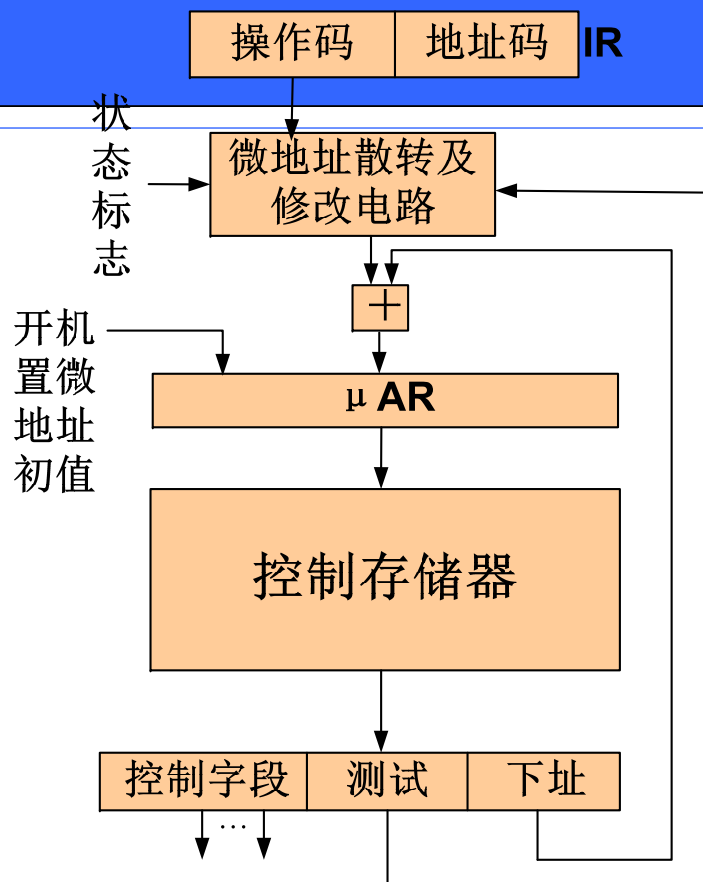 操作码 地址码 IR
状
态
标
志
微地址散转及
修改电路
＋
开机
置微
地址
初值
μ AR
控制存储器
控制字段 测试 下址
…